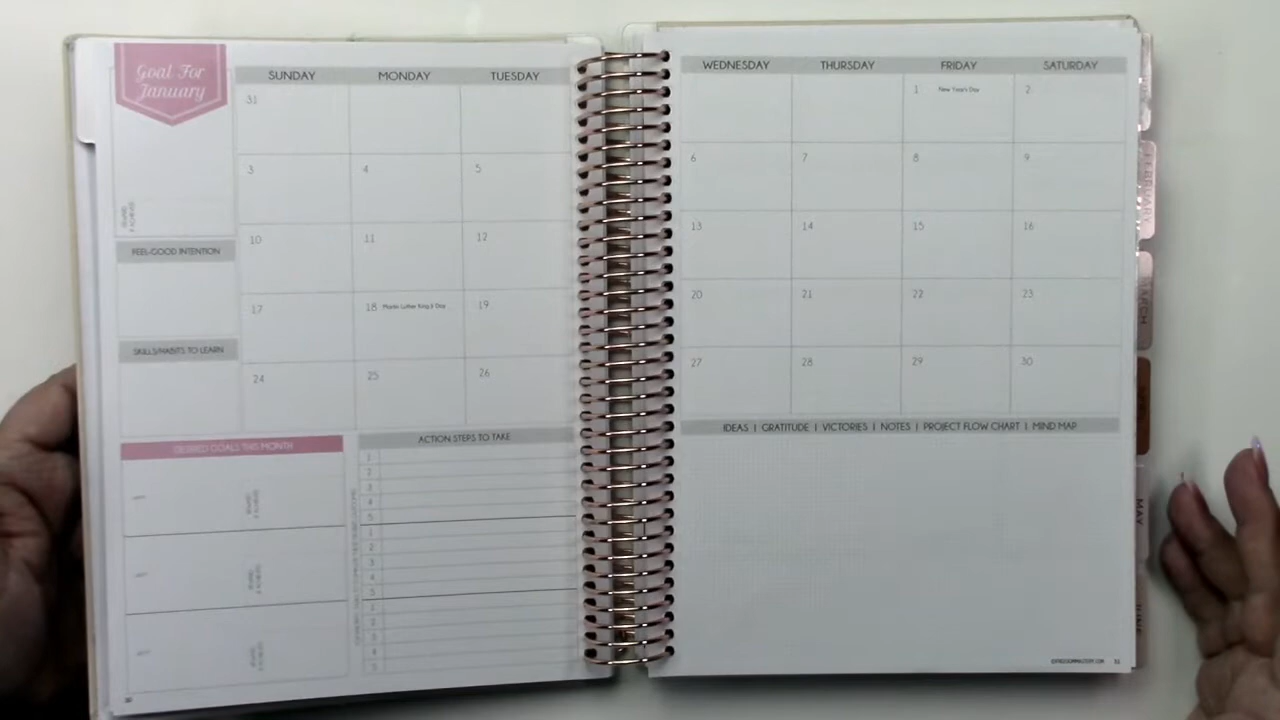 Goal For
January
SUNDAY MONDAY TUESDAY
31
3 4 5
10 11 12
17 18 Martin Luther King Jr Day 19
24 25 26
FEEL-GOOD INTENTION
SKILLS/HABITS TO LEARN
DESIRED GOALS THIS MONTH
ACTION STEPS TO TAKE
1
2
3
4
5
1
2
3
4
5
1
2
3
4
5
WEDNESDAY THURSDAY FRIDAY SATURDAY
1 New Year's Day 2
6 7 8 9
13 14 15 16
20 21 22 23
27 28 29 30
IDEAS | GRATITUDE | VICTORIES | NOTES | PROJECT FLOW CHART | MIND MAP
FEBRUARY
MARCH
MAY
JUNE